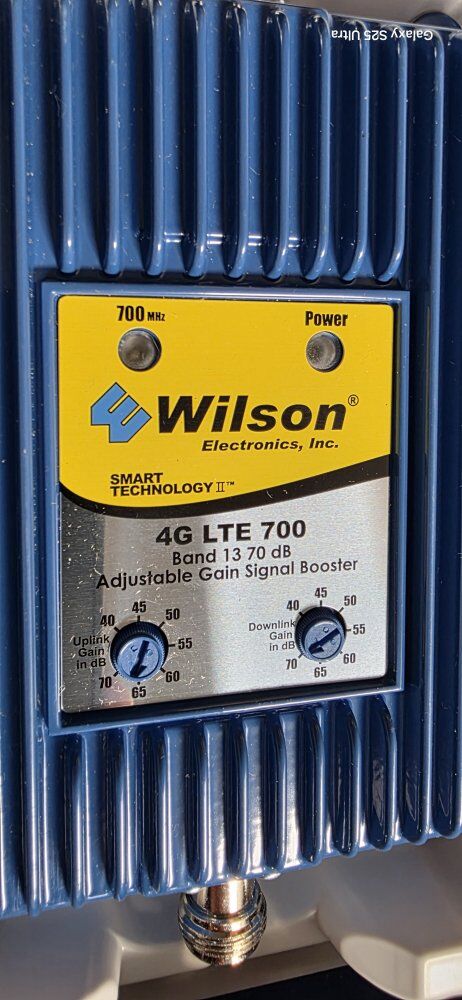 Galaxy S25 Ultra
700 MHz
Power
Wilson®
Electronics, Inc.
SMART
TECHNOLOGY II™
4G LTE 700
Band 13 70 dB
Adjustable Gain Signal Booster
Uplink
Gain
in dB
40 45 50 55 60 65 70
Downlink
Gain
in dB
40 45 50 55 60 65 70